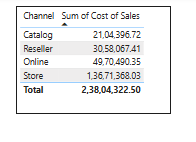 Channel Sum of Cost of Sales
Catalog 21,04,396.72
Reseller 30,58,067.41
Online 49,70,490.35
Store 1,36,71,368.03
Total 2,38,04,322.50